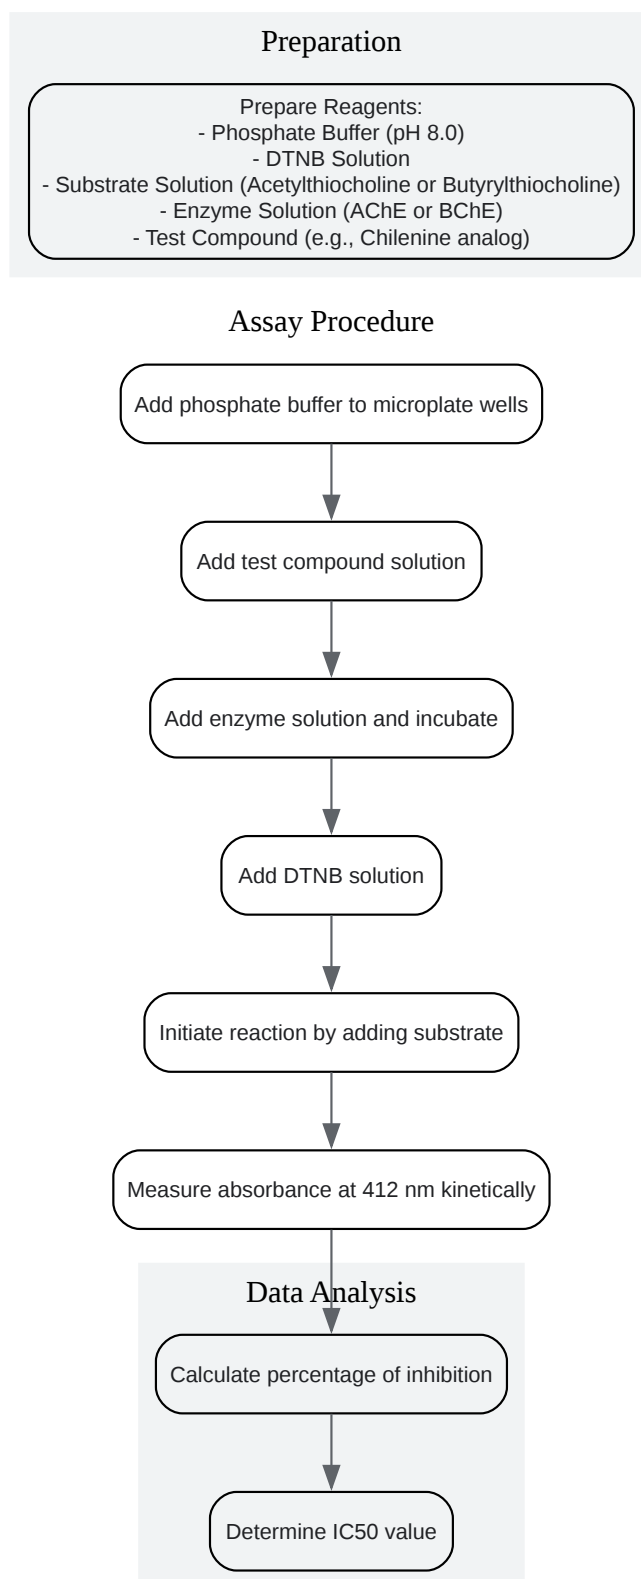 Preparation
Prepare Reagents:
- Phosphate Buffer (pH 8.0)
- DTNB Solution
- Substrate Solution (Acetylthiocholine or Butyrylthiocholine)
- Enzyme Solution (AChE or BChE)
- Test Compound (e.g., Chilenine analog)
Assay Procedure
Add phosphate buffer to microplate wells
Add test compound solution
Add enzyme solution and incubate
Add DTNB solution
Initiate reaction by adding substrate
Measure absorbance at 412 nm kinetically
Data Analysis
Calculate percentage of inhibition
Determine IC50 value